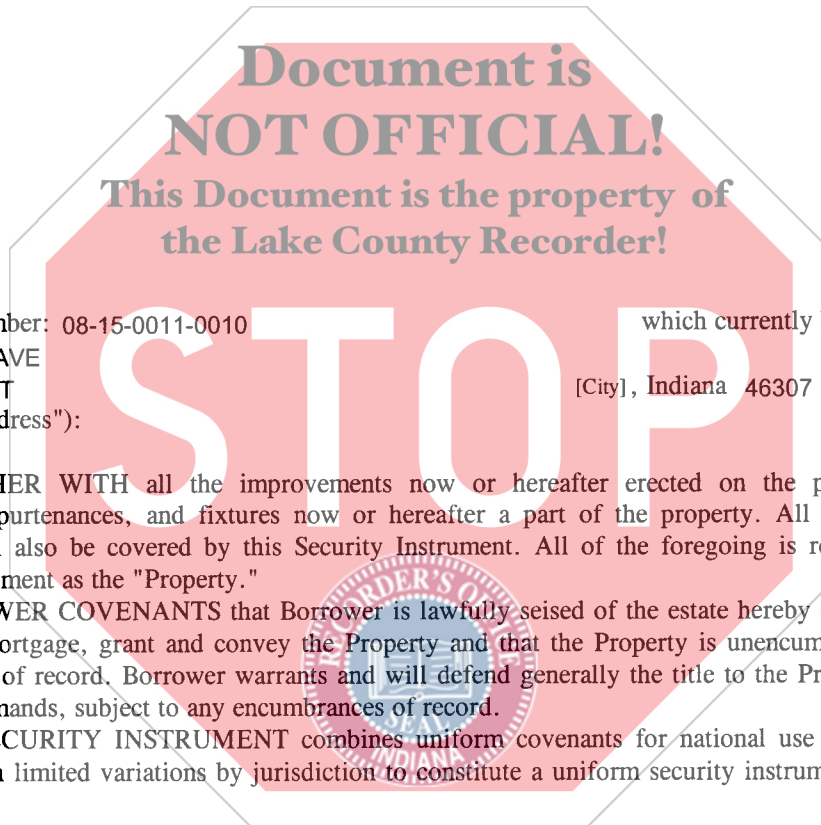 Document is
NOT OFFICIAL!
This Document is the property of
the Lake County Recorder!
STOP
nber: 08-15-0011-0010 which currently
AVE
T [City], Indiana 46307
dress"):
HER WITH all the improvements now or hereafter erected on the p
purtenances, and fixtures now or hereafter a part of the property. All
also be covered by this Security Instrument. All of the foregoing is re
ment as the "Property."
WER COVENANTS that Borrower is lawfully seised of the estate hereby
ortgage, grant and convey the Property and that the Property is unencum
of record. Borrower warrants and will defend generally the title to the Pr
mands, subject to any encumbrances of record.
CURITY INSTRUMENT combines uniform covenants for national use
limited variations by jurisdiction to constitute a uniform security instrum
RECORDER'S OFFICE
SEAL
INDIANA